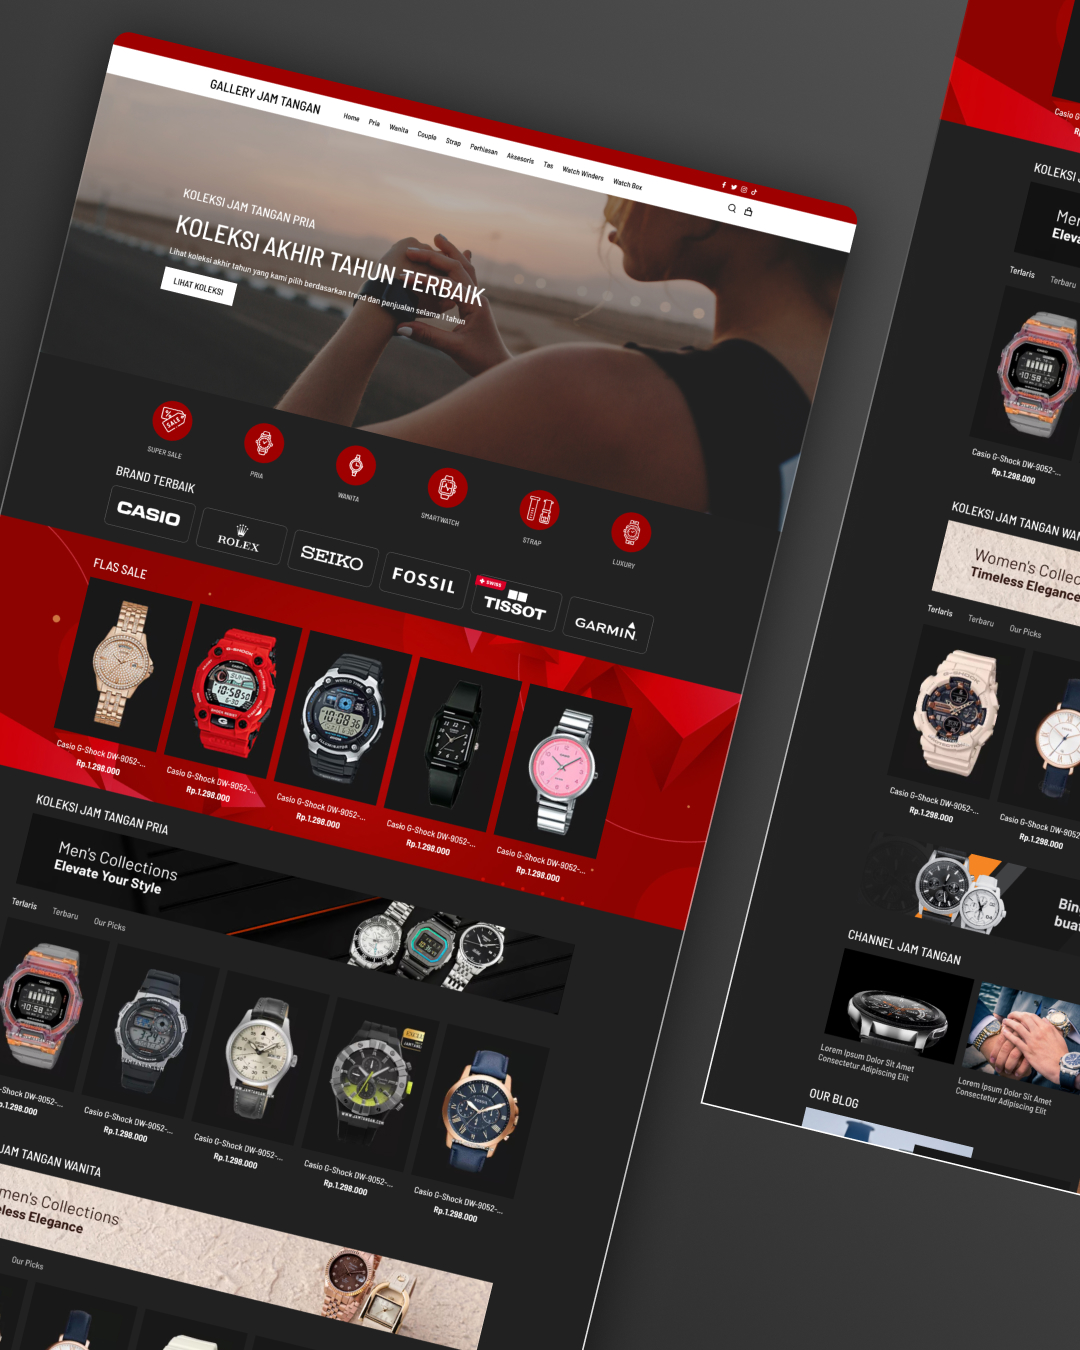 GALLERY JAM TANGAN
Home Pria Wanita Couple Strap Perhiasan Aksesoris Tas Watch Winders Watch Box
KOLEKSI JAM TANGAN PRIA
KOLEKSI AKHIR TAHUN TERBAIK
Lihat koleksi akhir tahun yang kami pilih berdasarkan trend dan penjualan selama 1 tahun
LIHAT KOLEKSI
SALE
SUPER SALE
PRIA
WANITA
SMARTWATCH
STRAP
LUXURY
BRAND TERBAIK
CASIO
ROLEX
SEIKO
FOSSIL
SWISS
TISSOT
GARMIN
FLAS SALE
Casio G-Shock DW-9052-...
Rp.1.298.000
Casio G-Shock DW-9052-...
Rp.1.298.000
Casio G-Shock DW-9052-...
Rp.1.298.000
Casio G-Shock DW-9052-...
Rp.1.298.000
Casio G-Shock DW-9052-...
Rp.1.298.000
KOLEKSI JAM TANGAN PRIA
Men's Collections
Elevate Your Style
Terlaris Terbaru Our Picks
-Shock DW-9052-...
.1.298.000
Casio G-Shock DW-9052-...
Rp.1.298.000
Casio G-Shock DW-9052-...
Rp.1.298.000
Casio G-Shock DW-9052-...
Rp.1.298.000
Casio G-Shock DW-9052-...
Rp.1.298.000
JAM TANGAN WANITA
men's Collections
eless Elegance
Our Picks
Casio G
R
KOLEKSI J
Men
Eleva
Terlaris Terbaru
Casio G-Shock DW-9052-...
Rp.1.298.000
KOLEKSI JAM TANGAN WAN
Women's Collec
Timeless Elegance
Terlaris Terbaru Our Picks
Casio G-Shock DW-9052-...
Rp.1.298.000
Casio G-Shock DW-9052
Rp.1.298.000
Bin
buat
CHANNEL JAM TANGAN
Lorem Ipsum Dolor Sit Amet
Consectetur Adipiscing Elit
Lorem Ipsum Dolor Sit Amet
Consectetur Adipiscing Elit
OUR BLOG